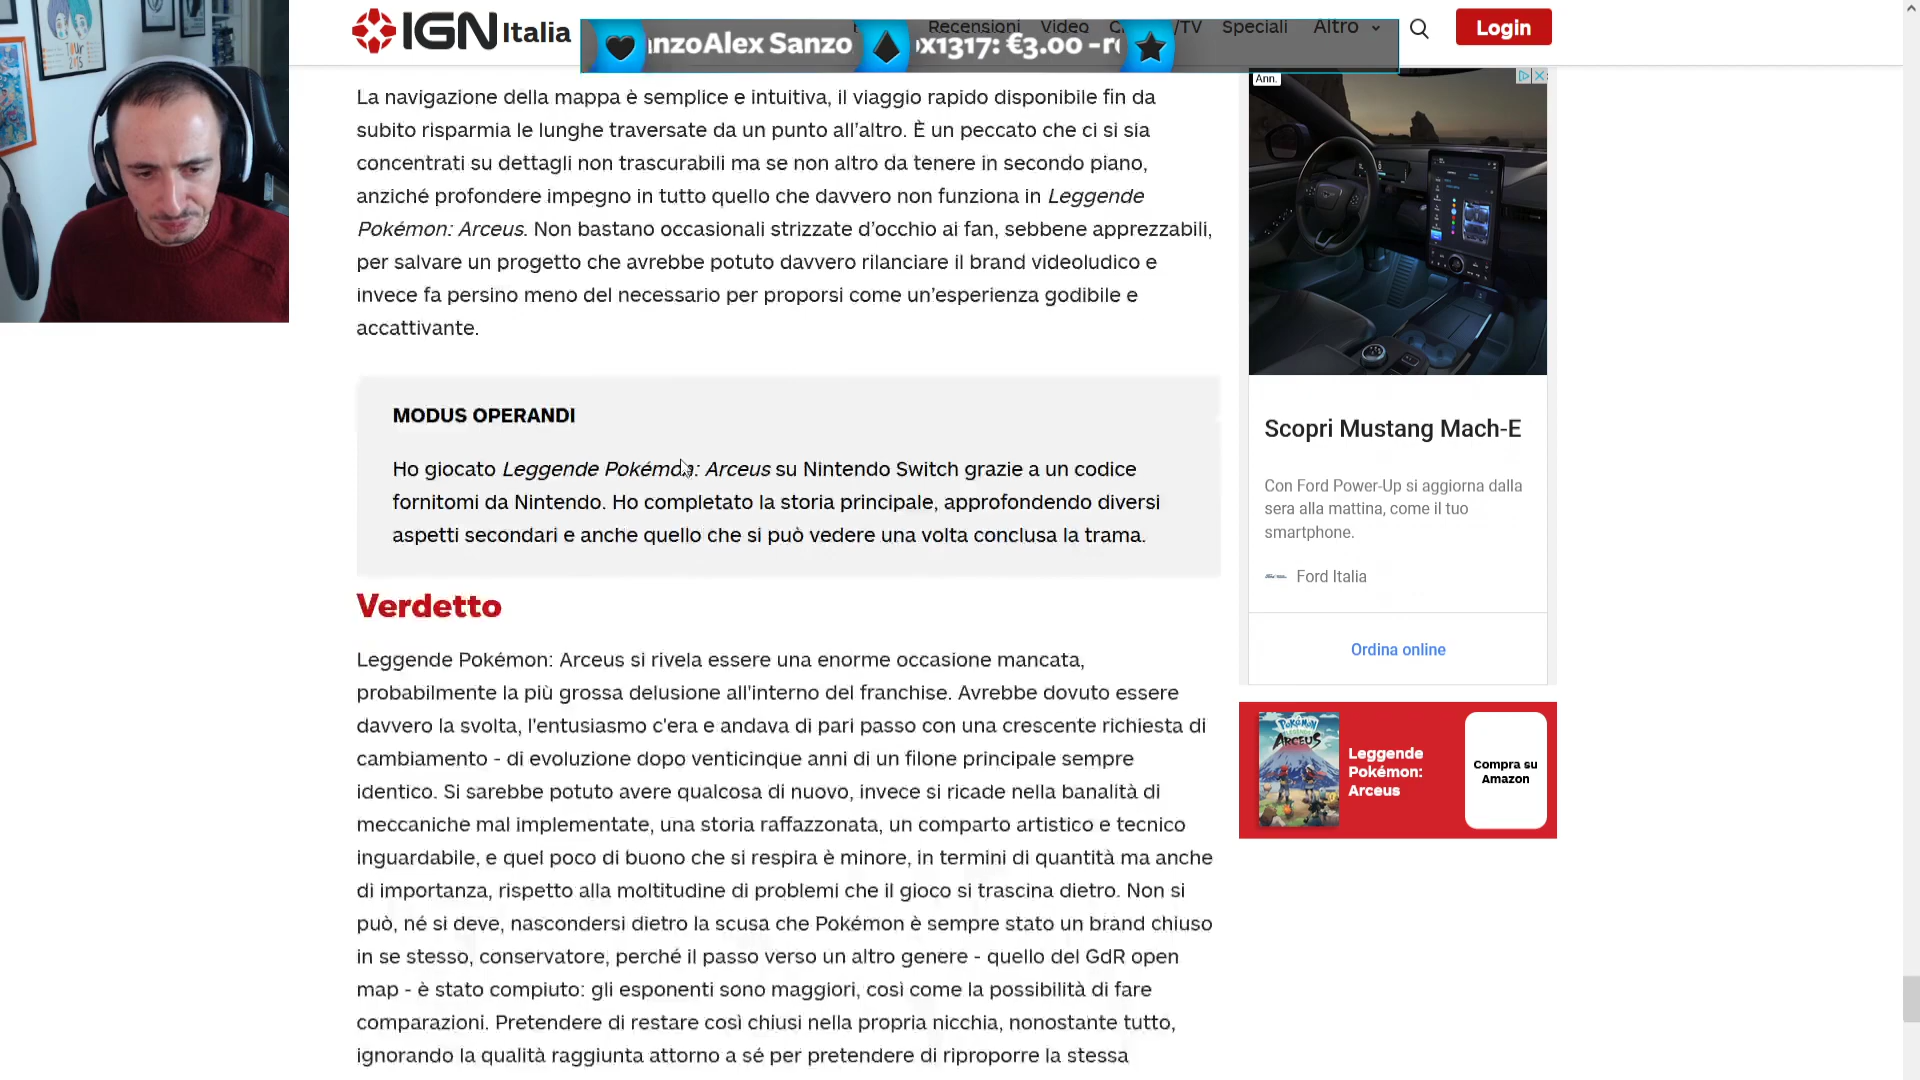 IGN Italia
Recensioni Video /TV Speciali Altro
Login
anzoAlex Sanzo
x1317: €3.00 -r
TOUR
2015
La navigazione della mappa è semplice e intuitiva, il viaggio rapido disponibile fin da
subito risparmia le lunghe traversate da un punto all’altro. È un peccato che ci si sia
concentrati su dettagli non trascurabili ma se non altro da tenere in secondo piano,
anziché profondere impegno in tutto quello che davvero non funziona in Leggende
Pokémon: Arceus. Non bastano occasionali strizzate d’occhio ai fan, sebbene apprezzabili,
per salvare un progetto che avrebbe potuto davvero rilanciare il brand videoludico e
invece fa persino meno del necessario per proporsi come un’esperienza godibile e
accattivante.
MODUS OPERANDI
Ho giocato Leggende Pokémon: Arceus su Nintendo Switch grazie a un codice
fornitomi da Nintendo. Ho completato la storia principale, approfondendo diversi
aspetti secondari e anche quello che si può vedere una volta conclusa la trama.
Verdetto
Leggende Pokémon: Arceus si rivela essere una enorme occasione mancata,
probabilmente la più grossa delusione all'interno del franchise. Avrebbe dovuto essere
davvero la svolta, l'entusiasmo c'era e andava di pari passo con una crescente richiesta di
cambiamento - di evoluzione dopo venticinque anni di un filone principale sempre
identico. Si sarebbe potuto avere qualcosa di nuovo, invece si ricade nella banalità di
meccaniche mal implementate, una storia raffazzonata, un comparto artistico e tecnico
inguardabile, e quel poco di buono che si respira è minore, in termini di quantità ma anche
di importanza, rispetto alla moltitudine di problemi che il gioco si trascina dietro. Non si
può, né si deve, nascondersi dietro la scusa che Pokémon è sempre stato un brand chiuso
in se stesso, conservatore, perché il passo verso un altro genere - quello del GdR open
map - è stato compiuto: gli esponenti sono maggiori, così come la possibilità di fare
comparazioni. Pretendere di restare così chiusi nella propria nicchia, nonostante tutto,
ignorando la qualità raggiunta attorno a sé per pretendere di riproporre la stessa
Ann.
Scopri Mustang Mach-E
Con Ford Power-Up si aggiorna dalla
sera alla mattina, come il tuo
smartphone.
Ford Italia
Ordina online
POKÉMON
ARCEUS
Leggende
Pokémon:
Arceus
Compra su
Amazon